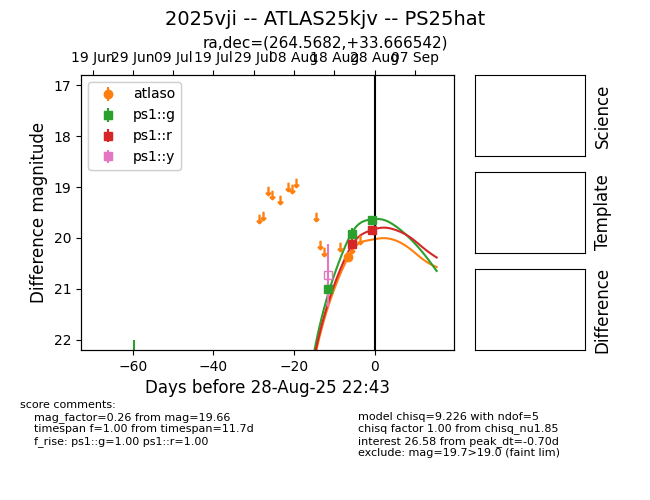 2025vji -- ATLAS25kjv -- PS25hat
ra,dec=(264.5682,+33.666542)
19 Jun 29 Jun 09 Jul 19 Jul 29 Jul 08 Aug 18 Aug 28 Aug 07 Sep
17
18
19
20
21
22
Difference magnitude
atlaso
ps1::g
ps1::r
ps1::y
−60 −40 −20 0
Days before 28-Aug-25 22:43
Science
Template
Difference
score comments:
mag_factor=0.26 from mag=19.66
timespan f=1.00 from timespan=11.7d
f_rise: ps1::g=1.00 ps1::r=1.00
model chisq=9.226 with ndof=5
chisq factor 1.00 from chisq_nu1.85
interest 26.58 from peak_dt=-0.70d
exclude: mag=19.7>19.0 (faint lim)